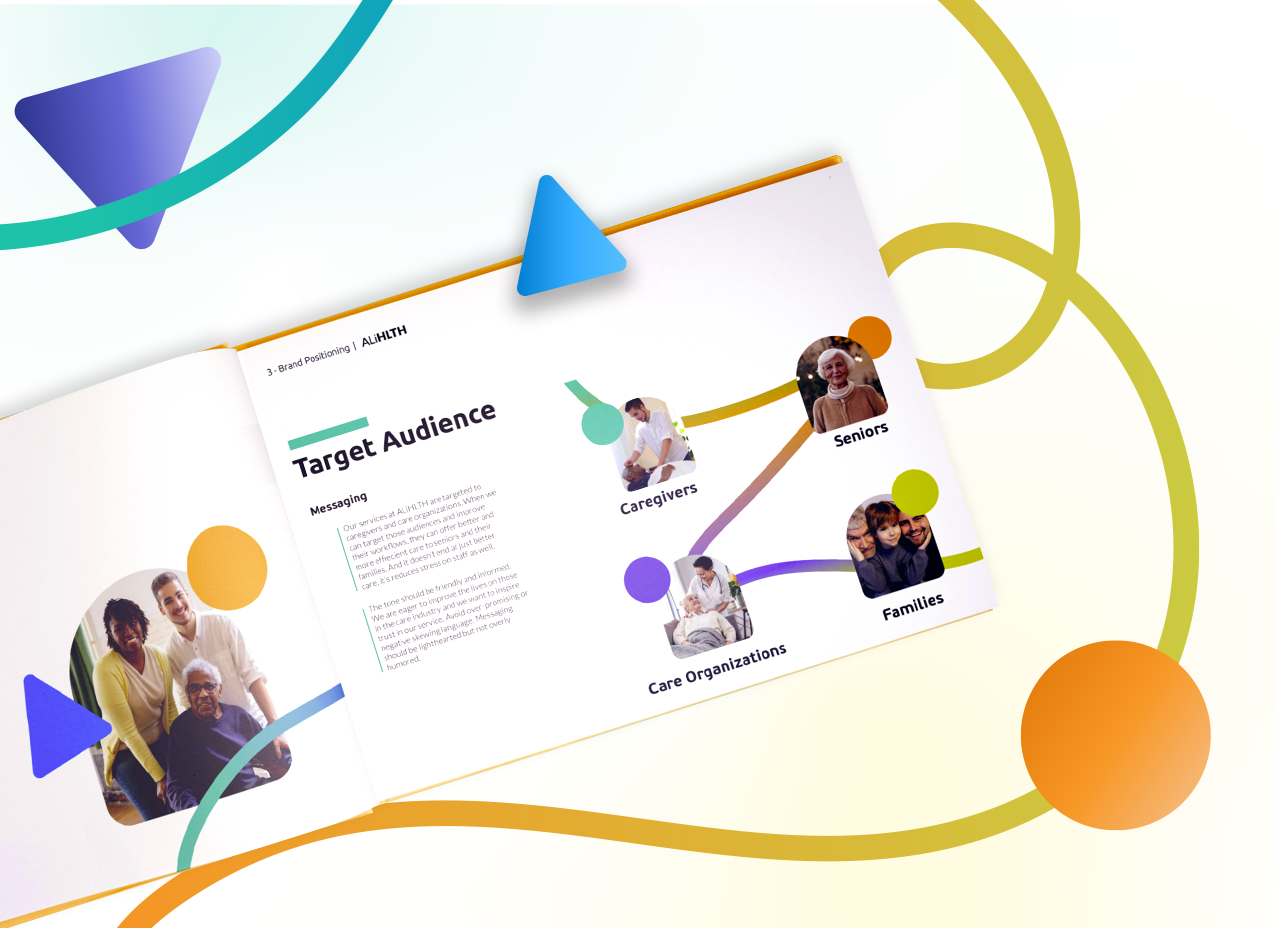 3 - Brand Positioning | ALiHLTH
Target Audience
Messaging
Our services at ALiHLTH are targeted to
caregivers and care organizations. When we
can target those audiences and improve
their workflows, they can offer better and
more effiecient care to seniors and their
families. And it doesn't end at just better
care, it's reduces stress on staff as well.
The tone should be friendly and informed.
We are eager to improve the lives on those
in the care industry and we want to inspire
trust in our service. Avoid over-promising or
negative skewing language. Messaging
should be lighthearted but not overly
humored.
Caregivers
Seniors
Care Organizations
Families